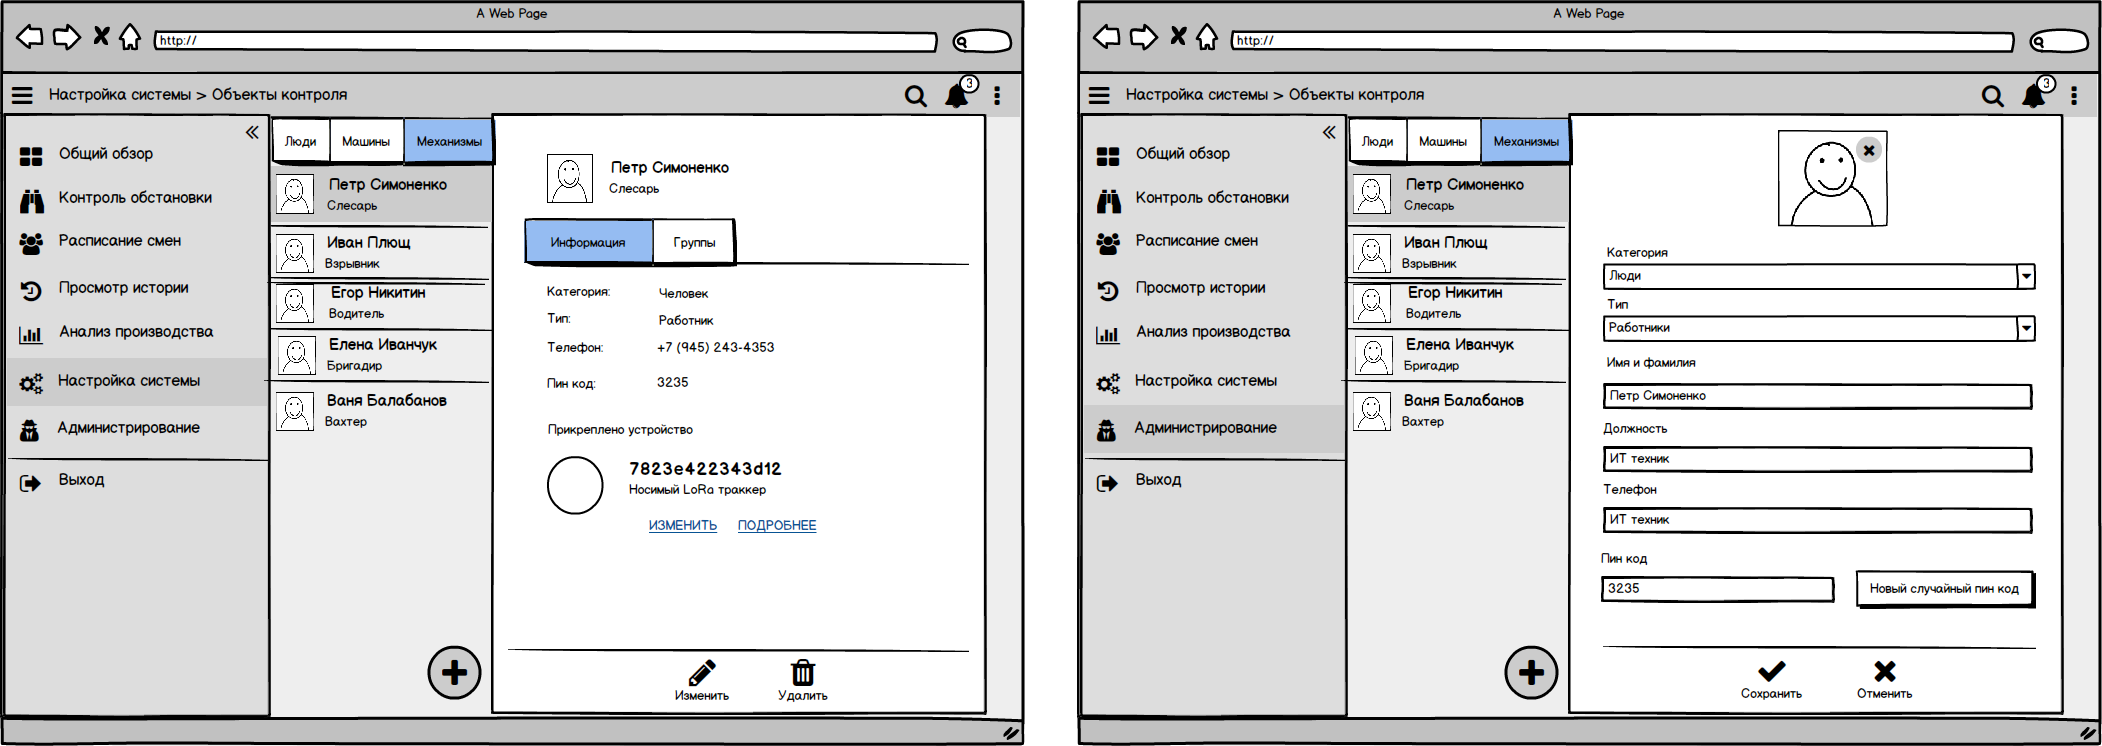 A Web Page
http://
Настройка системы > Объекты контроля
3
Общий обзор
Контроль обстановки
Расписание смен
Просмотр истории
Анализ производства
Настройка системы
Администрирование
Выход
Люди
Машины
Механизмы
Петр Симоненко
Слесарь
Иван Плющ
Взрывник
Егор Никитин
Водитель
Елена Иванчук
Бригадир
Ваня Балабанов
Вахтер
Петр Симоненко
Слесарь
Информация
Группы
Категория: Человек
Тип: Работник
Телефон: +7 (945) 243-4353
Пин код: 3235
Прикреплено устройство
7823e422343d12
Носимый LoRa траккер
ИЗМЕНИТЬ ПОДРОБНЕЕ
Изменить
Удалить
A Web Page
http://
Настройка системы > Объекты контроля
3
Общий обзор
Контроль обстановки
Расписание смен
Просмотр истории
Анализ производства
Настройка системы
Администрирование
Выход
Люди
Машины
Механизмы
Петр Симоненко
Слесарь
Иван Плющ
Взрывник
Егор Никитин
Водитель
Елена Иванчук
Бригадир
Ваня Балабанов
Вахтер
Категория
Люди
Тип
Работники
Имя и фамилия
Петр Симоненко
Должность
ИТ техник
Телефон
ИТ техник
Пин код
3235
Новый случайный пин код
Сохранить
Отменить